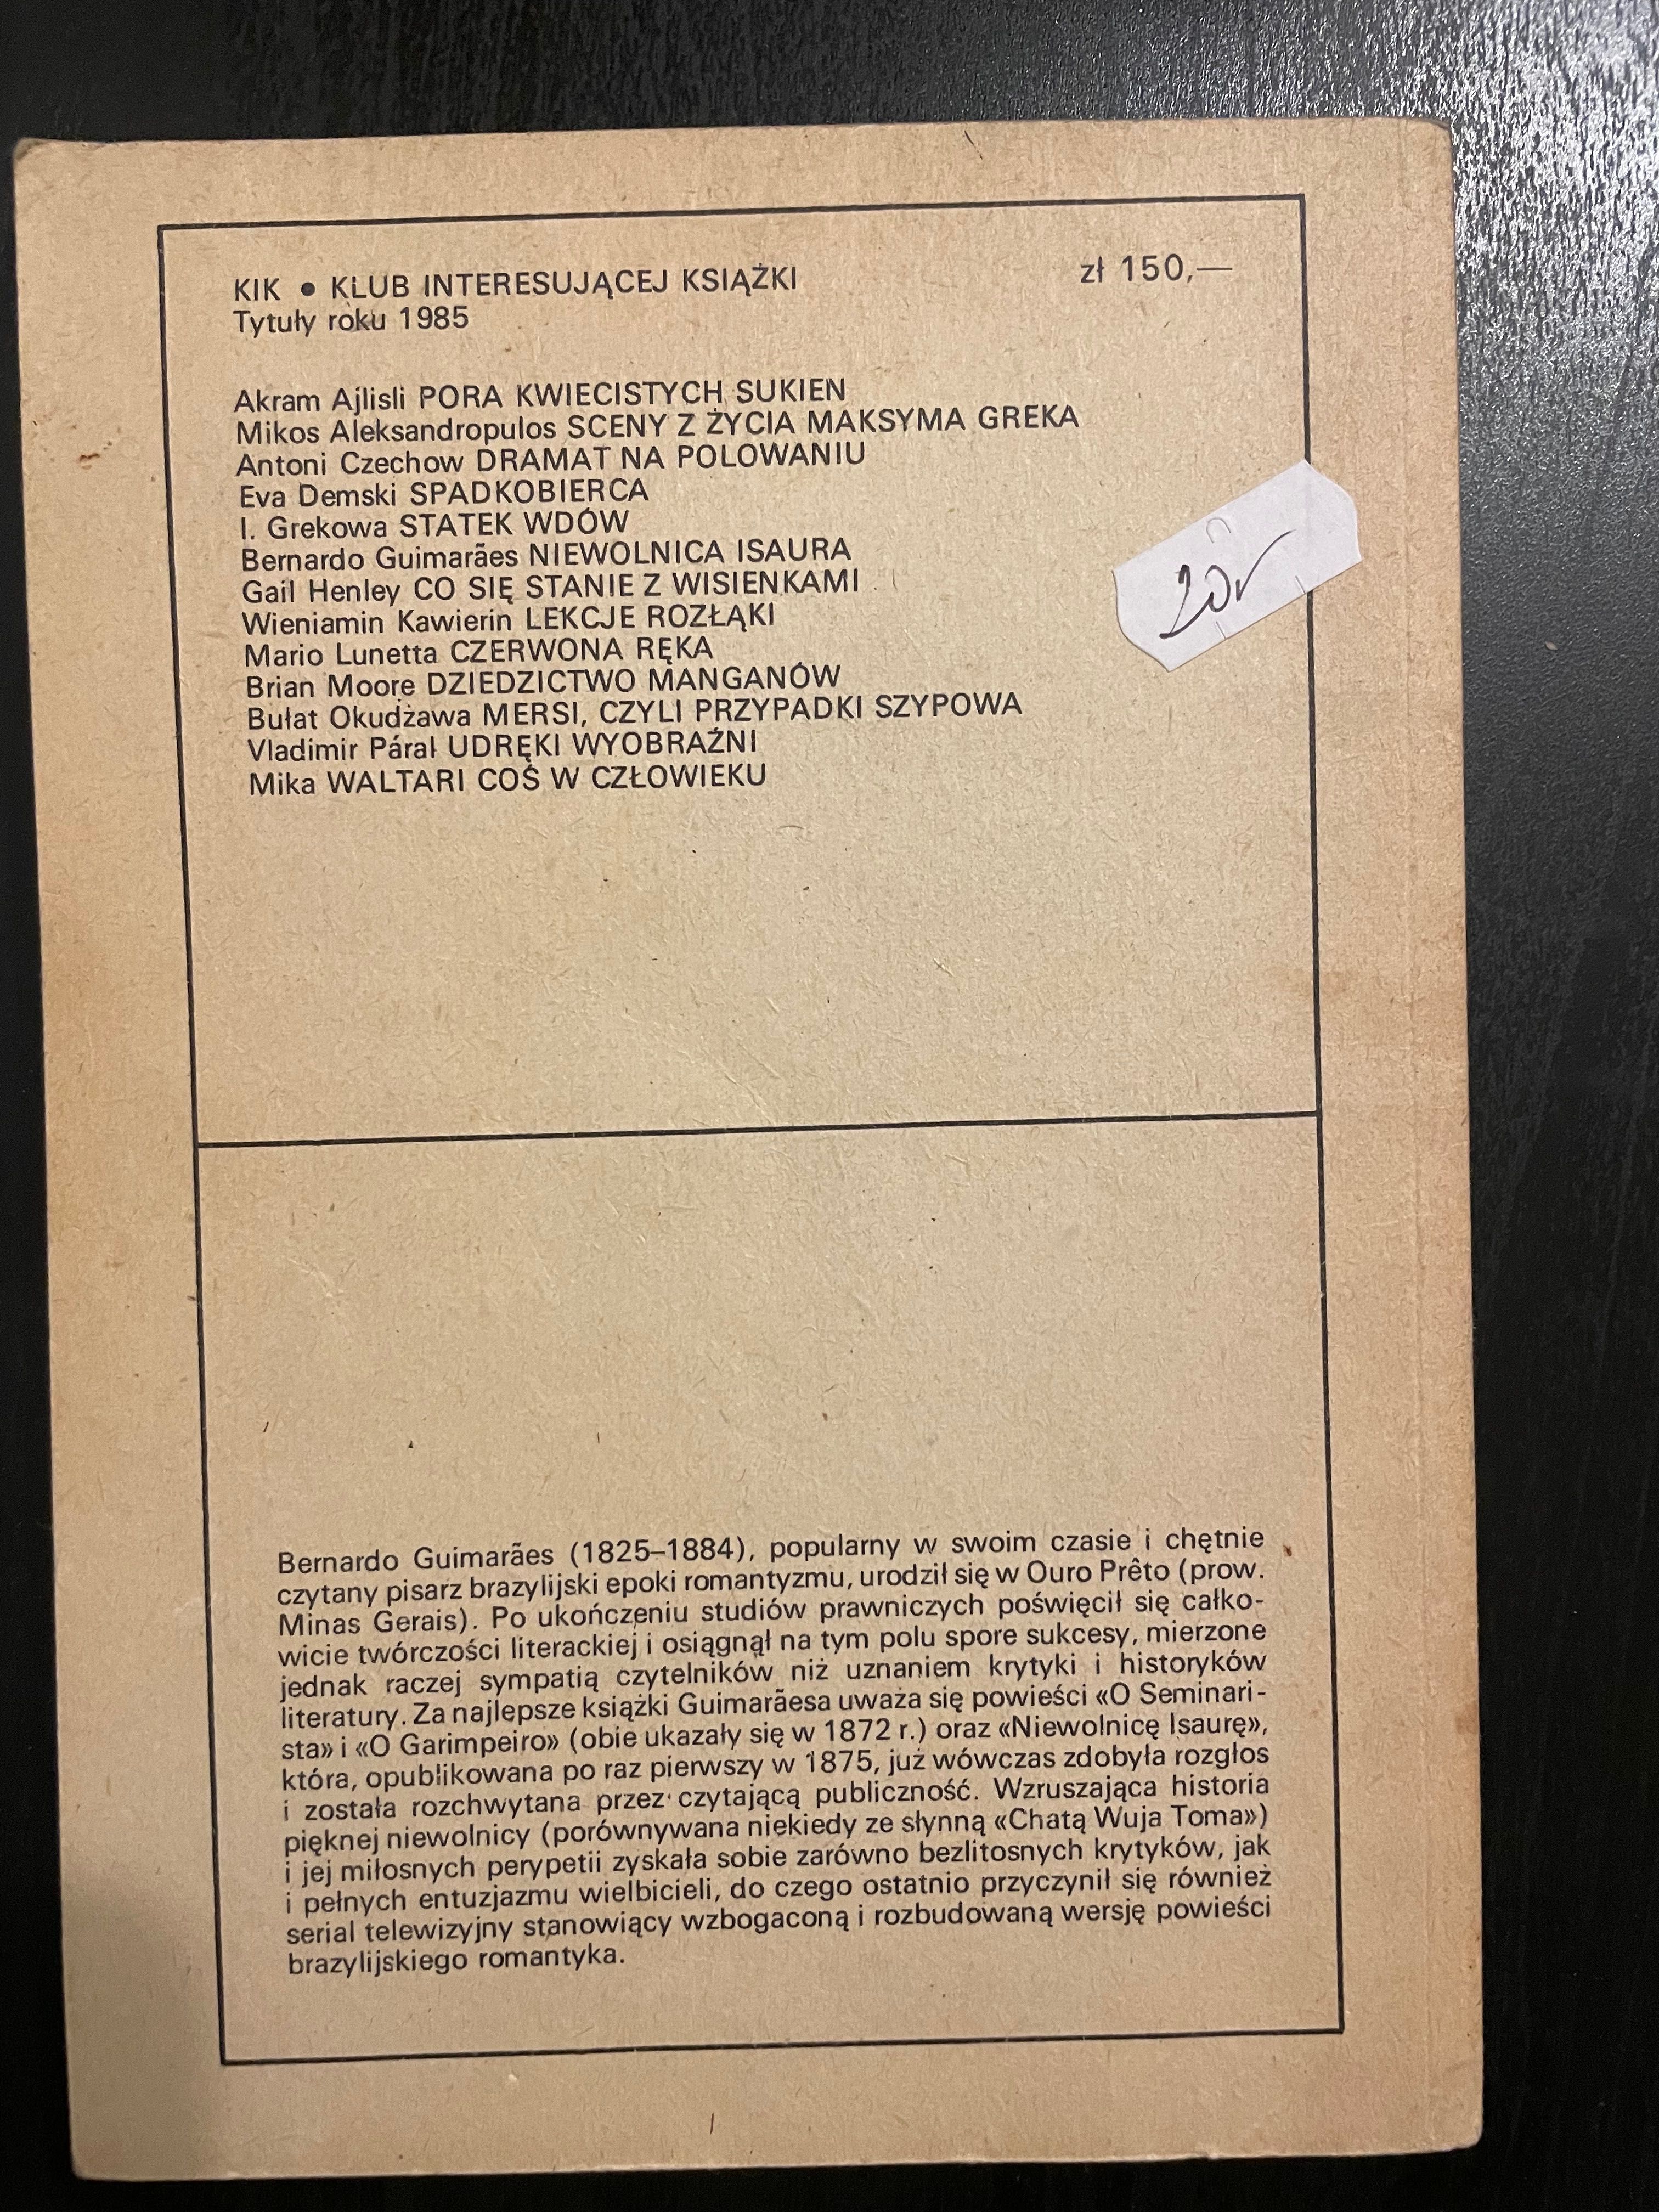 KIK • KLUB INTERESUJĄCEJ KSIĄŻKI zł 150,—
Tytuły roku 1985
Akram Ajlisli PORA KWIECISTYCH SUKIEN
Mikos Aleksandropulos SCENY Z ŻYCIA MAKSYMA GREKA
Antoni Czechow DRAMAT NA POLOWANIU
Eva Demski SPADKOBIERCA
I. Grekowa STATEK WDÓW
Bernardo Guimarães NIEWOLNICA ISAURA
Gail Henley CO SIĘ STANIE Z WISIENKAMI
Wieniamin Kawierin LEKCJE ROZŁĄKI
Mario Lunetta CZERWONA RĘKA
Brian Moore DZIEDZICTWO MANGANÓW
Bułat Okudżawa MERSI, CZYLI PRZYPADKI SZYPOWA
Vladimir Páral UDRĘKI WYOBRAŹNI
Mika WALTARI COŚ W CZŁOWIEKU
Bernardo Guimarães (1825–1884), popularny w swoim czasie i chętnie
czytany pisarz brazylijski epoki romantyzmu, urodził się w Ouro Prêto (prow.
Minas Gerais). Po ukończeniu studiów prawniczych poświęcił się całko-
wicie twórczości literackiej i osiągnął na tym polu spore sukcesy, mierzone
jednak raczej sympatią czytelników niż uznaniem krytyki i historyków
literatury. Za najlepsze książki Guimarãesa uważa się powieści «O Seminari-
sta» i «O Garimpeiro» (obie ukazały się w 1872 r.) oraz «Niewolnicę Isaurę»,
która, opublikowana po raz pierwszy w 1875, już wówczas zdobyła rozgłos
i została rozchwytana przez czytającą publiczność. Wzruszająca historia
pięknej niewolnicy (porównywana niekiedy ze słynną «Chatą Wuja Toma»)
i jej miłosnych perypetii zyskała sobie zarówno bezlitosnych krytyków, jak
i pełnych entuzjazmu wielbicieli, do czego ostatnio przyczynił się również
serial telewizyjny stanowiący wzbogaconą i rozbudowaną wersję powieści
brazylijskiego romantyka.